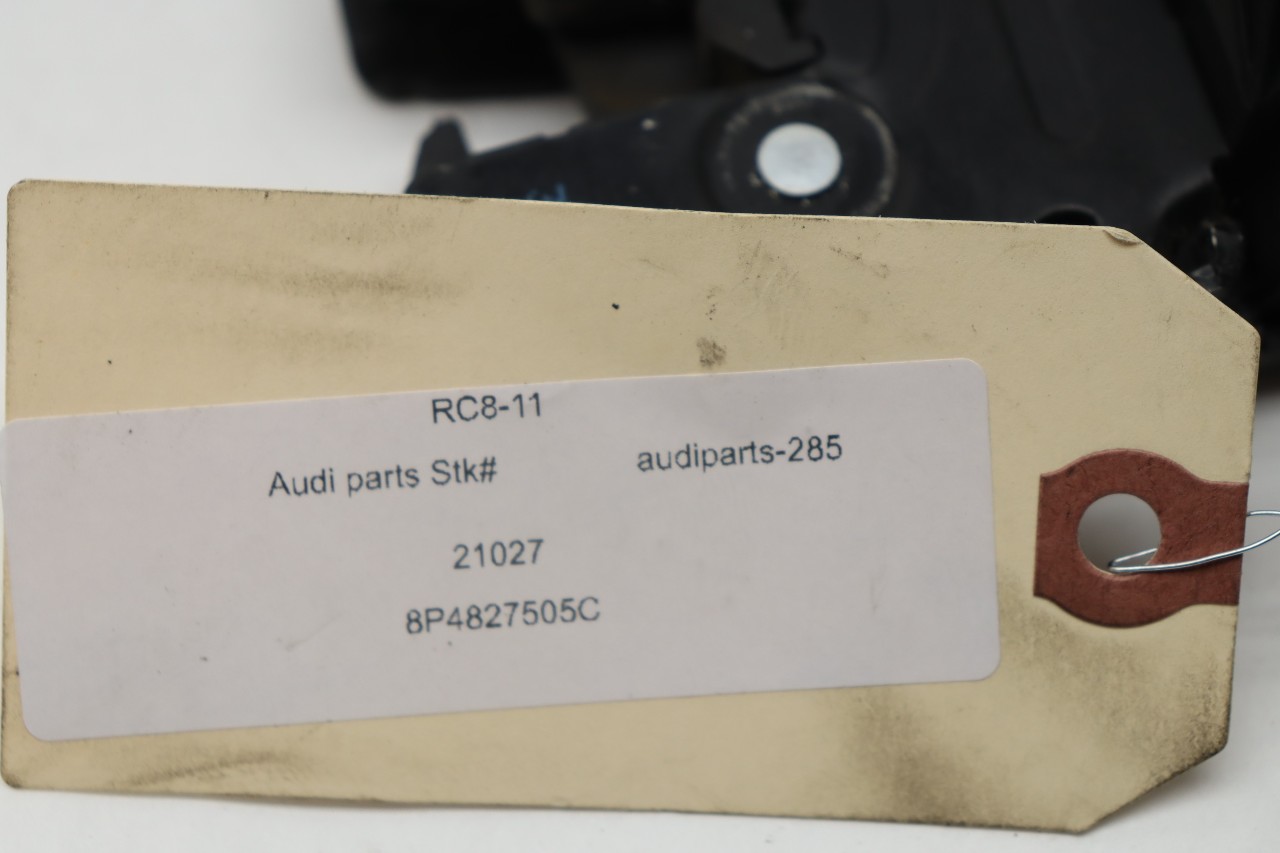 RC8-11
Audi parts Stk# audiparts-285
21027
8P4827505C